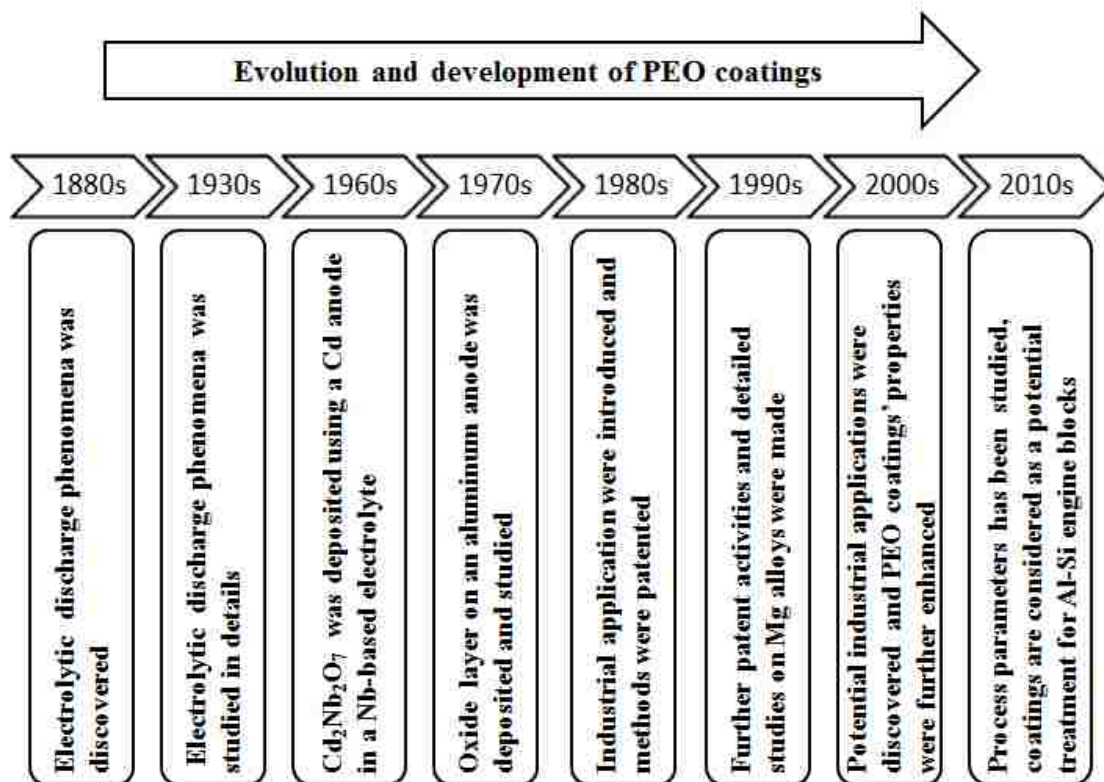 Evolution and development of PEO coatings
1880s
1930s
1960s
1970s
1980s
1990s
2000s
2010s
Electrolytic discharge phenomena was
discovered
Electrolytic discharge pheomena was
studied in details
Cd₂Nb₂O₇ was deposited using a Cd anode
in a Nb-based electrolyte
Oxide layer on an aluminum anode was
deposited and studied
Industrial application were introduced and
methods were patented
Further patent activities and detailed
studies on Mg alloys were made
Potential industrial applications were
discovered and PEO coatings' properties
were further enhanced
Process parameters has been studied,
coatings are considered as a potential
treatment for Al-Si engine blocks